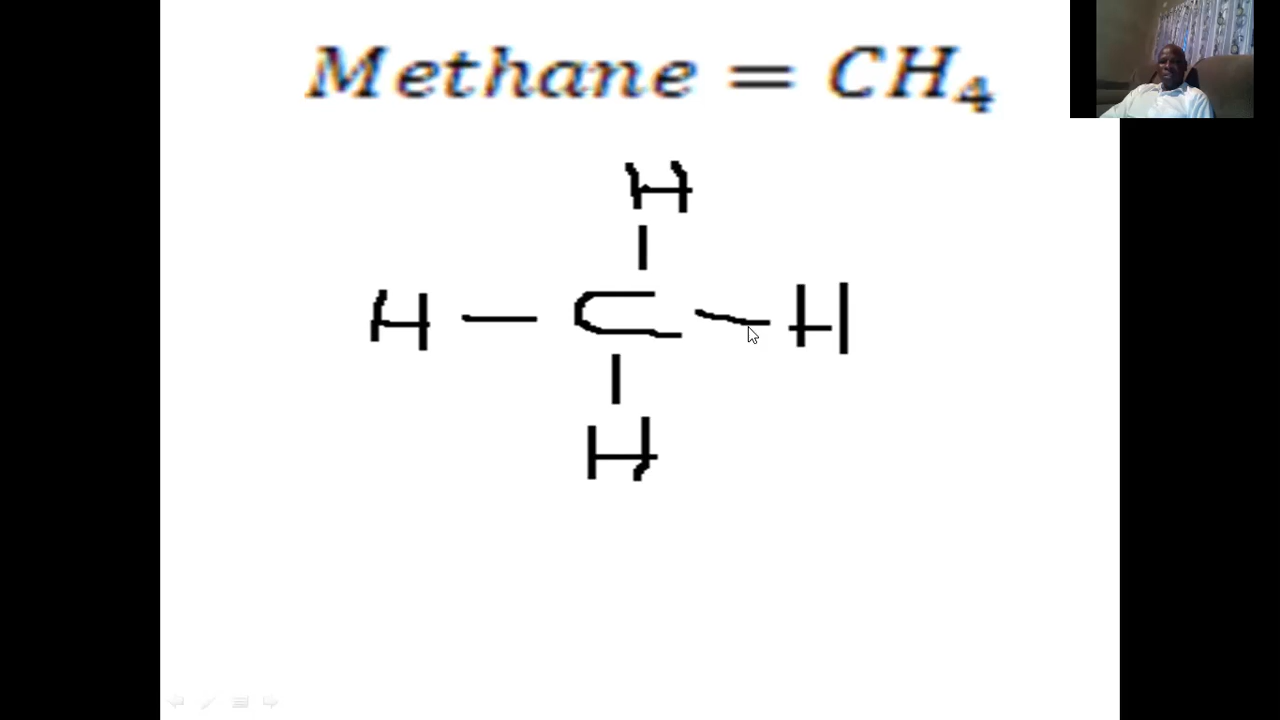 Methane = CH₄
H
H — C — H
H